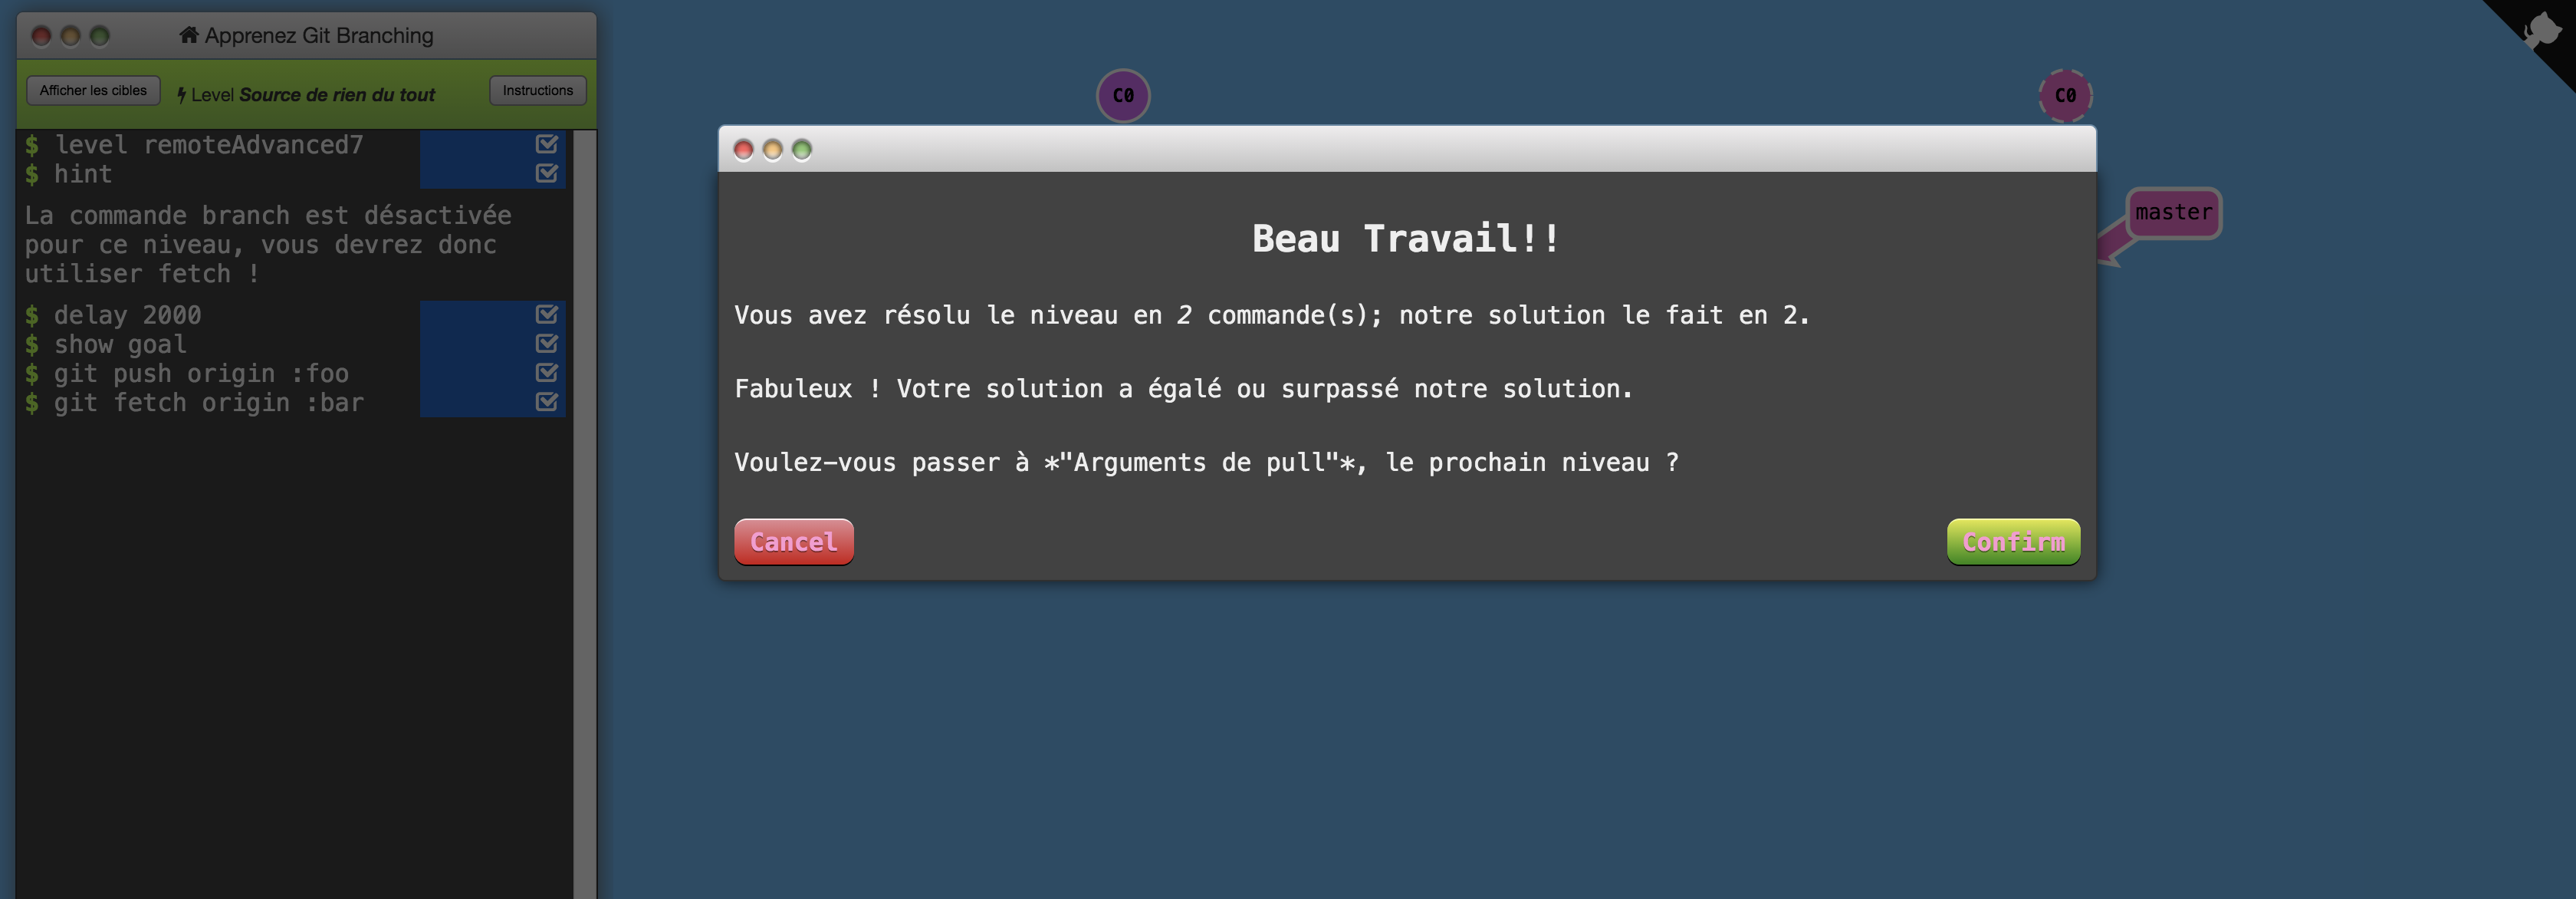 Apprenez Git Branching
Afficher les cibles
Level Source de rien du tout
Instructions
$ level remoteAdvanced7
$ hint
La commande branch est désactivée
pour ce niveau, vous devrez donc
utiliser fetch !
$ delay 2000
$ show goal
$ git push origin :foo
$ git fetch origin :bar
C0
C0
master
Beau Travail!!
Vous avez résolu le niveau en 2 commande(s); notre solution le fait en 2.
Fabuleux ! Votre solution a égalé ou surpassé notre solution.
Voulez-vous passer à *"Arguments de pull"*, le prochain niveau ?
Cancel
Confirm